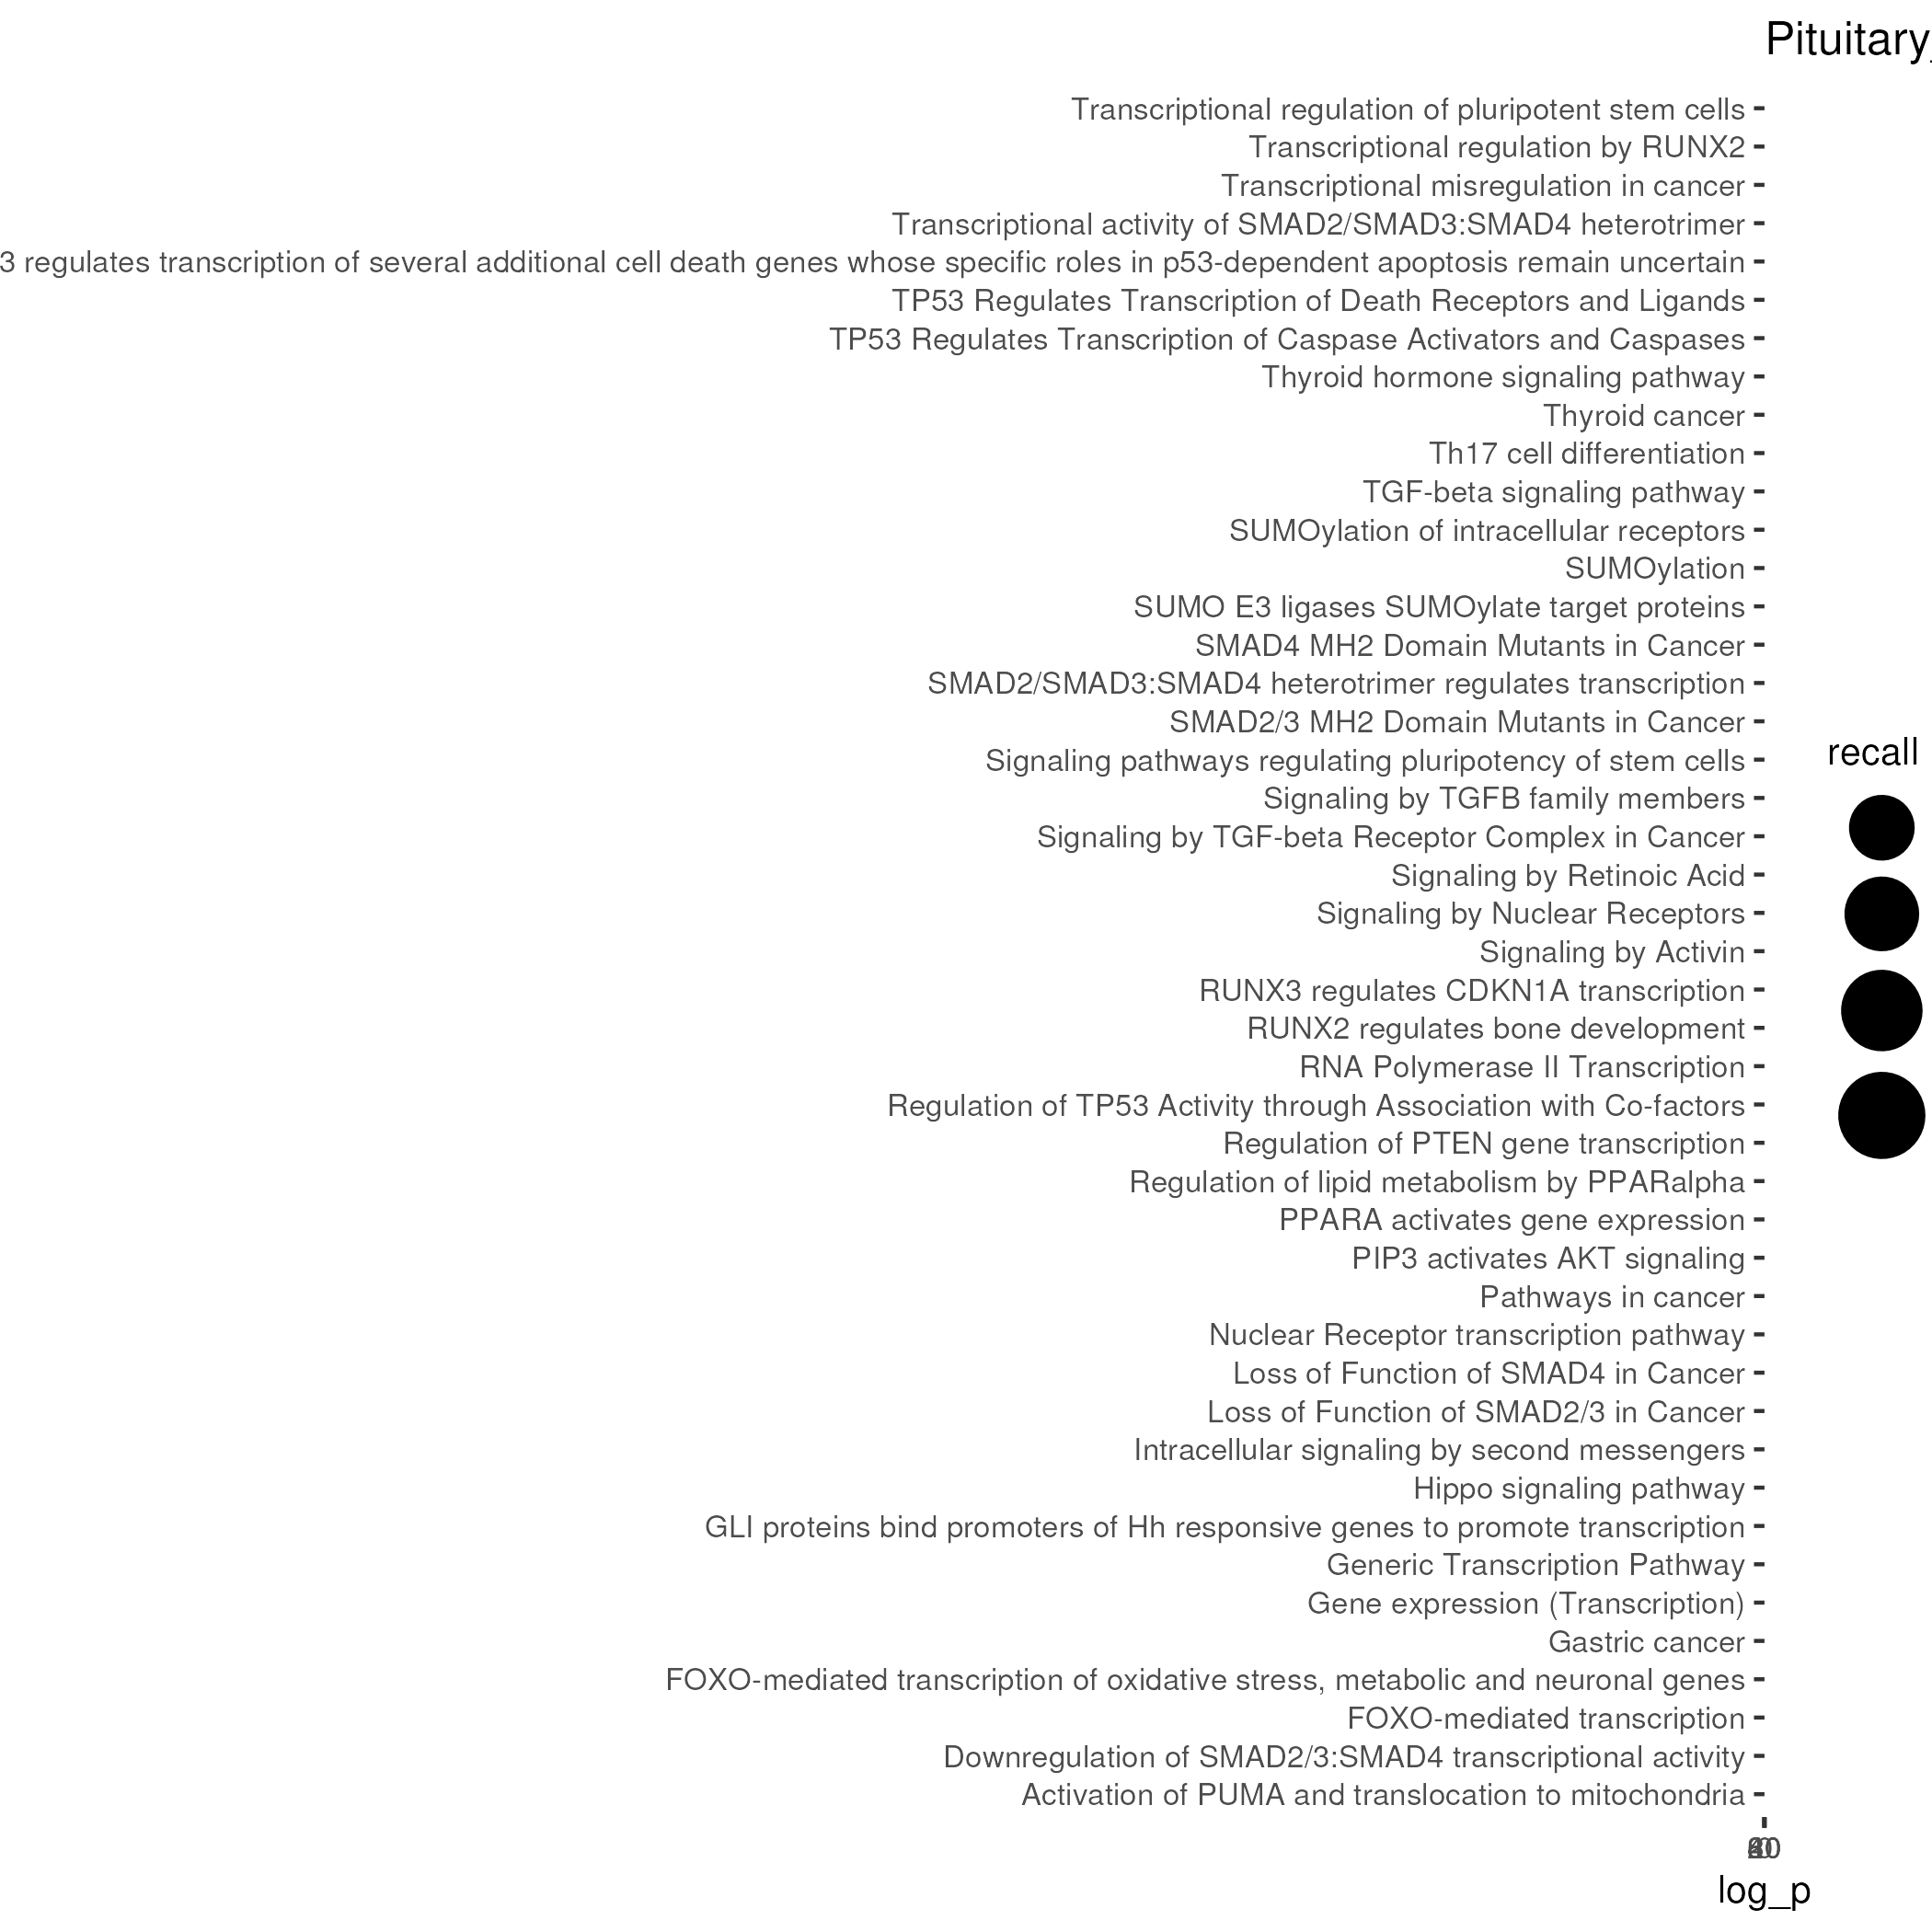 Pituitary_
Transcriptional regulation of pluripotent stem cells
Transcriptional regulation by RUNX2
Transcriptional misregulation in cancer
Transcriptional activity of SMAD2/SMAD3:SMAD4 heterotrimer
3 regulates transcription of several additional cell death genes whose specific roles in p53-dependent apoptosis remain uncertain
TP53 Regulates Transcription of Death Receptors and Ligands
TP53 Regulates Transcription of Caspase Activators and Caspases
Thyroid hormone signaling pathway
Thyroid cancer
Th17 cell differentiation
TGF-beta signaling pathway
SUMOylation of intracellular receptors
SUMOylation
SUMO E3 ligases SUMOylate target proteins
SMAD4 MH2 Domain Mutants in Cancer
SMAD2/SMAD3:SMAD4 heterotrimer regulates transcription
SMAD2/3 MH2 Domain Mutants in Cancer
Signaling pathways regulating pluripotency of stem cells
Signaling by TGFB family members
Signaling by TGF-beta Receptor Complex in Cancer
Signaling by Retinoic Acid
Signaling by Nuclear Receptors
Signaling by Activin
RUNX3 regulates CDKN1A transcription
RUNX2 regulates bone development
RNA Polymerase II Transcription
Regulation of TP53 Activity through Association with Co-factors
Regulation of PTEN gene transcription
Regulation of lipid metabolism by PPARalpha
PPARA activates gene expression
PIP3 activates AKT signaling
Pathways in cancer
Nuclear Receptor transcription pathway
Loss of Function of SMAD4 in Cancer
Loss of Function of SMAD2/3 in Cancer
Intracellular signaling by second messengers
Hippo signaling pathway
GLI proteins bind promoters of Hh responsive genes to promote transcription
Generic Transcription Pathway
Gene expression (Transcription)
Gastric cancer
FOXO-mediated transcription of oxidative stress, metabolic and neuronal genes
FOXO-mediated transcription
Downregulation of SMAD2/3:SMAD4 transcriptional activity
Activation of PUMA and translocation to mitochondria
log_p
recall